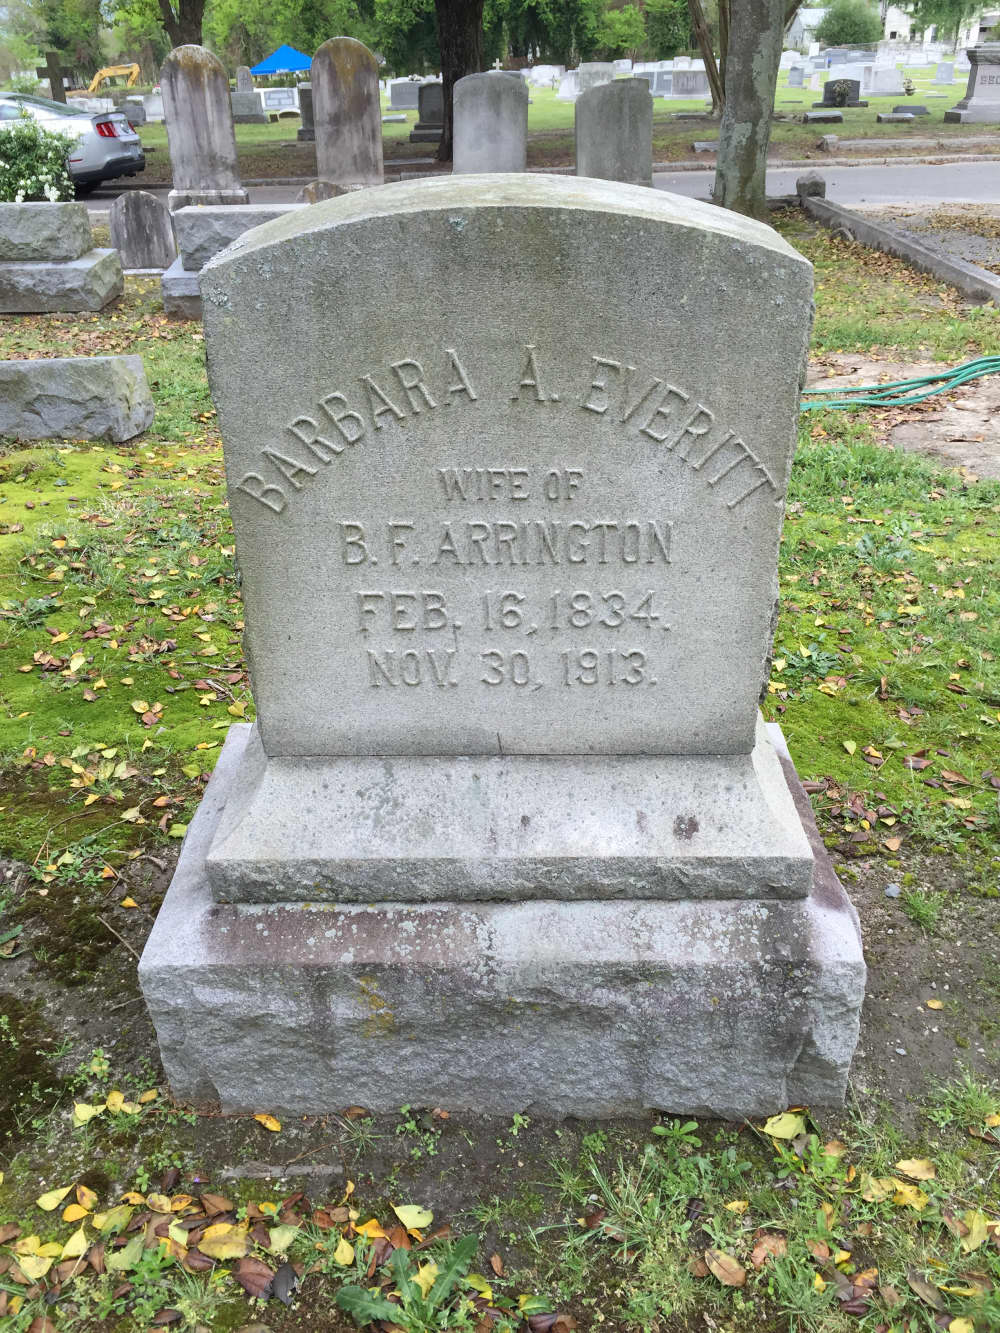 BARBARA A. EVERITT
WIFE OF
B. F. ARRINGTON
FEB. 16, 1834.
NOV. 30, 1913.